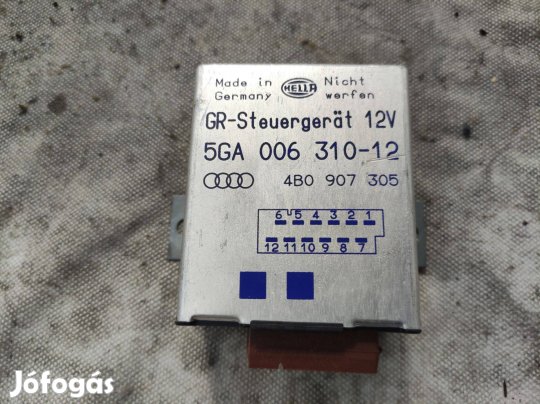 Made in HELLA Nicht
Germany werfen
GR-Steuergerät 12V
5GA 006 310-12
4B0 907 305
6 5 4 3 2 1
12 11 10 9 8 7
Jófogás